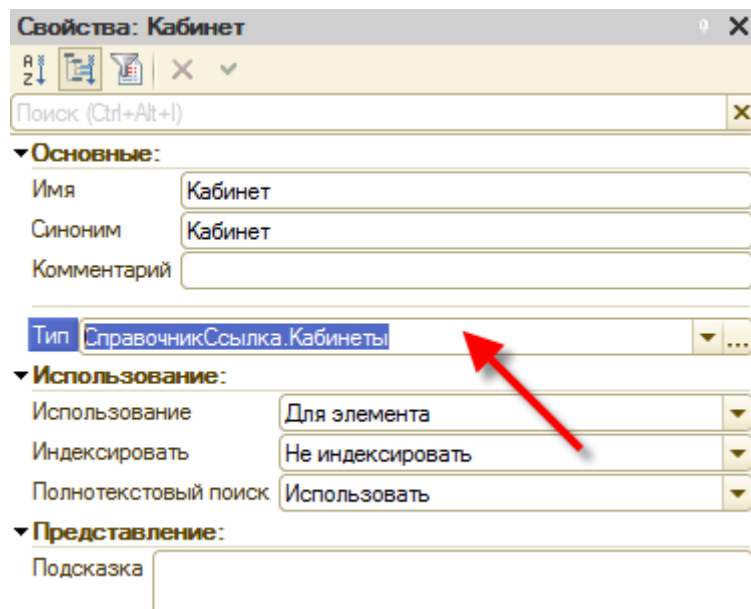 Свойства: Кабинет
Поиск (Ctrl+Alt+I)
Основные:
Имя Кабинет
Синоним Кабинет
Комментарий
Тип СправочникСсылка.Кабинеты
Использование:
Использование Для элемента
Индексировать Не индексировать
Полнотекстовый поиск Использовать
Представление:
Подсказка